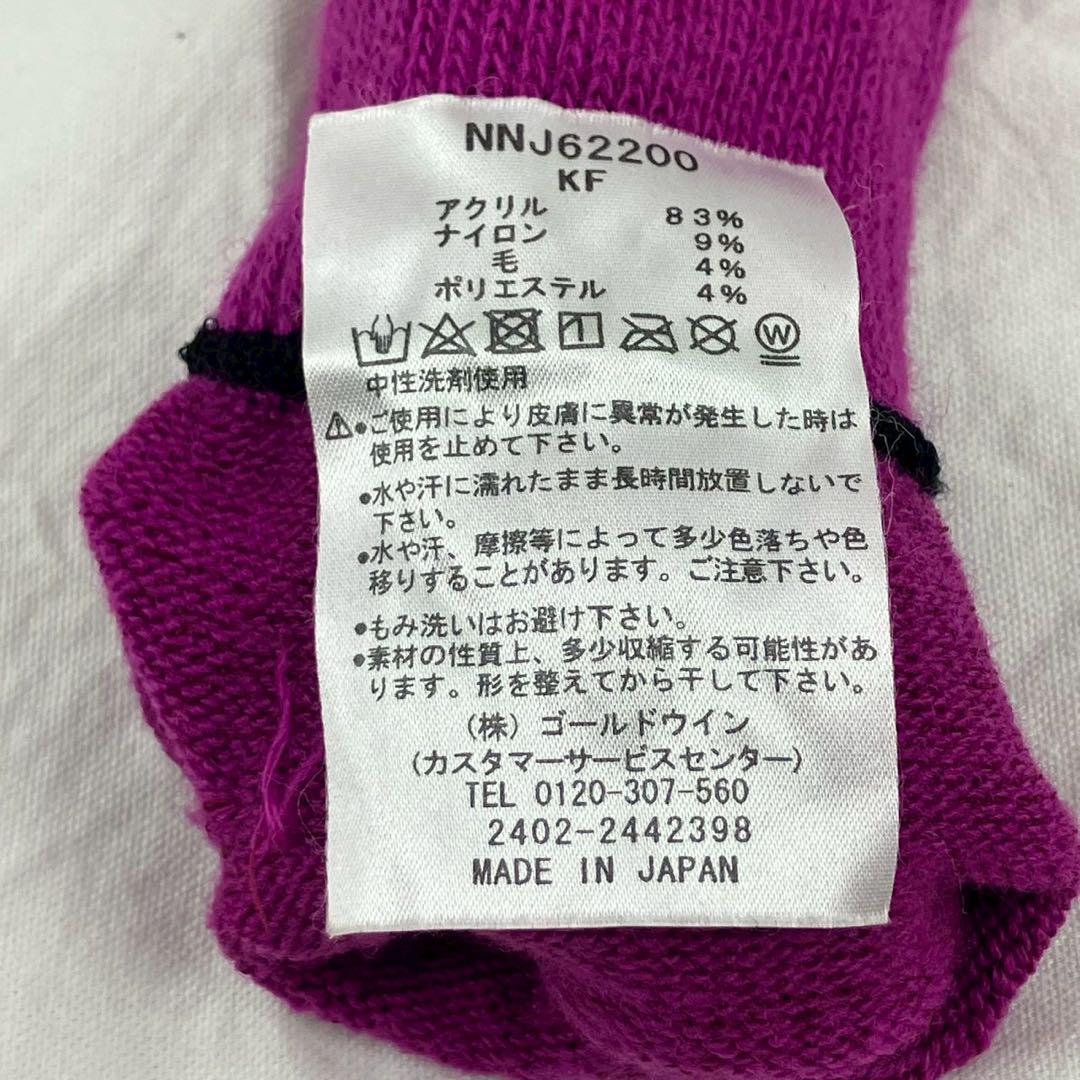 NNJ62200
KF
アクリル 83%
ナイロン 9%
毛 4%
ポリエステル 4%
1 W
中性洗剤使用
●ご使用により皮膚に異常が発生した時は
使用を止めて下さい。
●水や汗に濡れたまま長時間放置しないで
下さい。
●水や汗、摩擦等によって多少色落ちや色
移りすることがあります。ご注意下さい。
●もみ洗いはお避け下さい。
●素材の性質上、多少収縮する可能性があ
ります。形を整えてから干して下さい。
(株) ゴールドウイン
(カスタマーサービスセンター)
TEL 0120-307-560
2402-2442398
MADE IN JAPAN